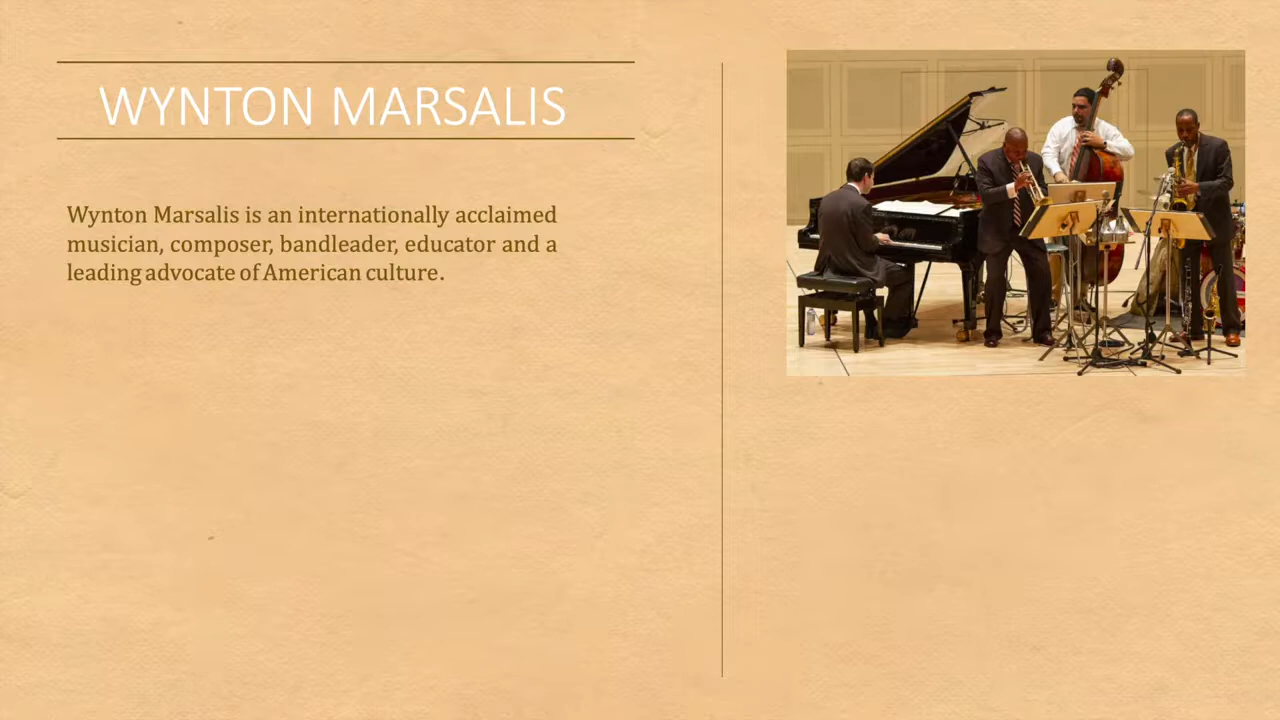 WYNTON MARSALIS
Wynton Marsalis is an internationally acclaimed
musician, composer, bandleader, educator and a
leading advocate of American culture.